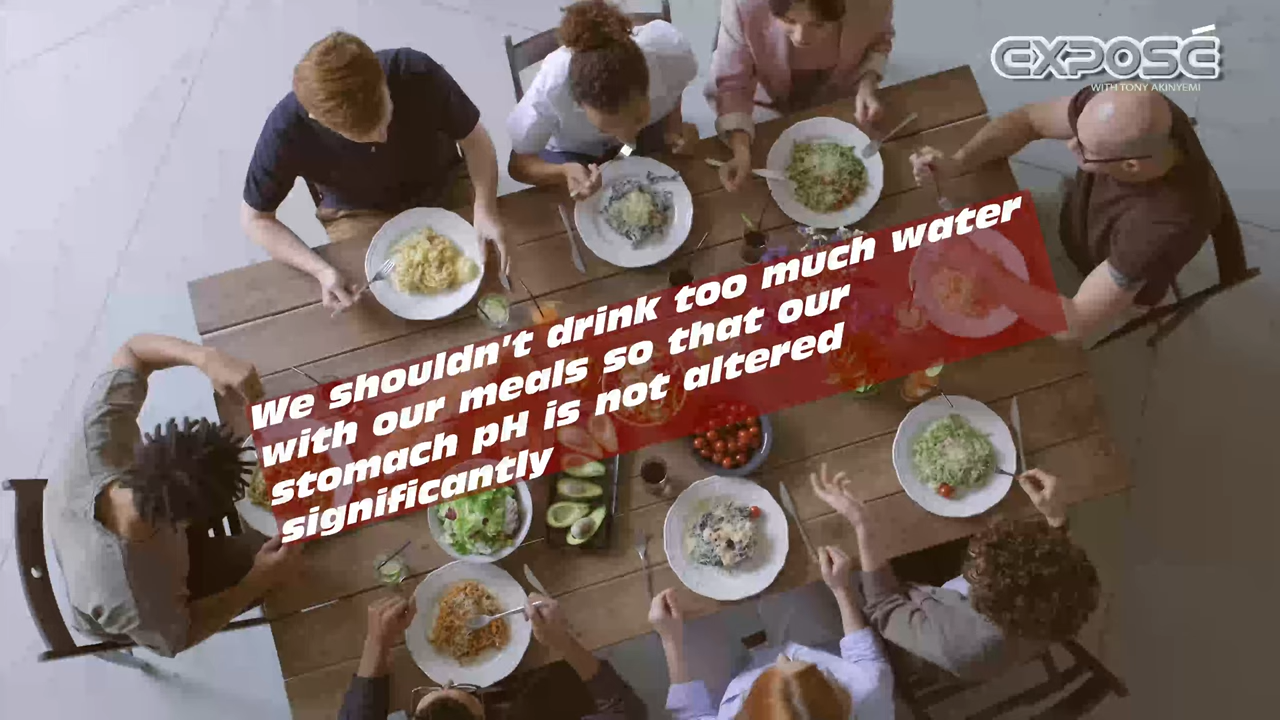 EXPOSÉ
WITH TONY AKINYEMI
We shouldn't drink too much water
with our meals so that our
stomach pH is not altered
significantly